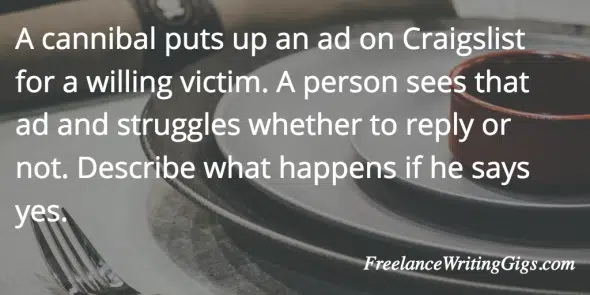 A cannibal puts up an ad on Craigslist
for a willing victim. A person sees that
ad and struggles whether to reply or
not. Describe what happens if he says
yes.
FreelanceWritingGigs.com